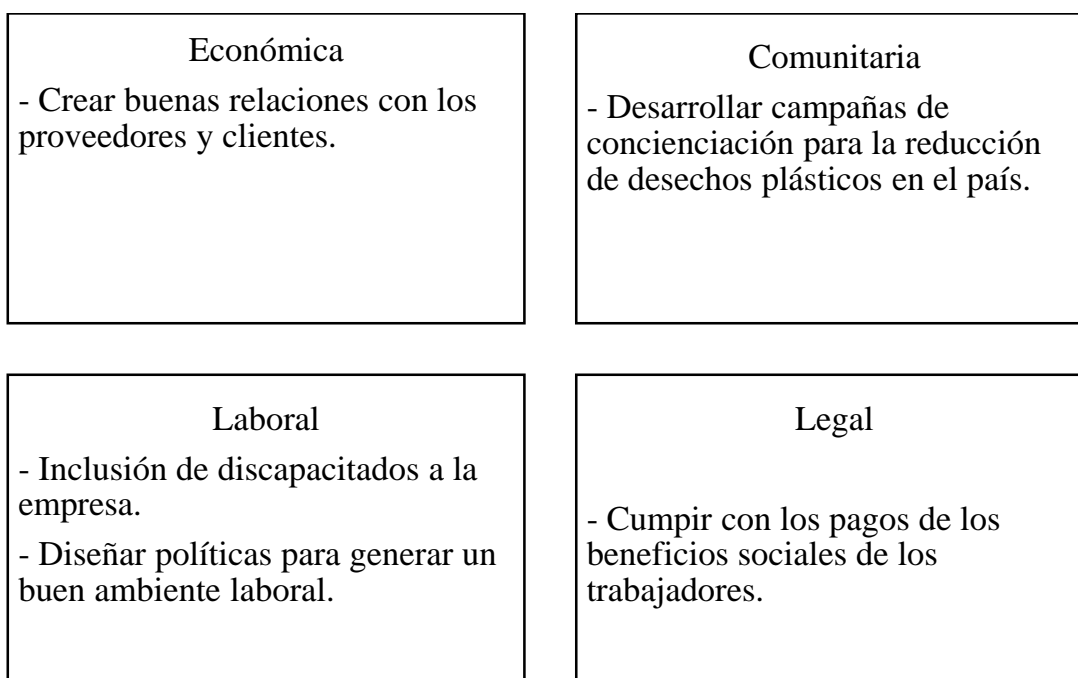 Económica
- Crear buenas relaciones con los
proveedores y clientes.
Comunitaria
- Desarrollar campañas de
concienciación para la reducción
de desechos plásticos en el país.
Laboral
- Inclusión de discapacitados a la
empresa.
- Diseñar políticas para generar un
buen ambiente laboral.
Legal
- Cumpir con los pagos de los
beneficios sociales de los
trabajadores.